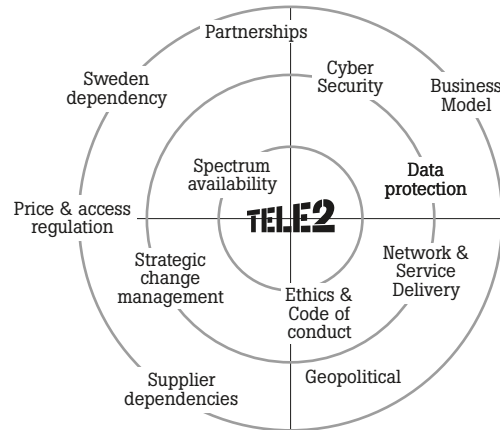 Partnerships
Sweden
dependency
Cyber
Security
Business
Model
Spectrum
availability
Data
protection
TELE2
Price & access
regulation
Strategic
change
management
Network &
Service
Delivery
Ethics &
Code of
conduct
Supplier
dependencies
Geopolitical